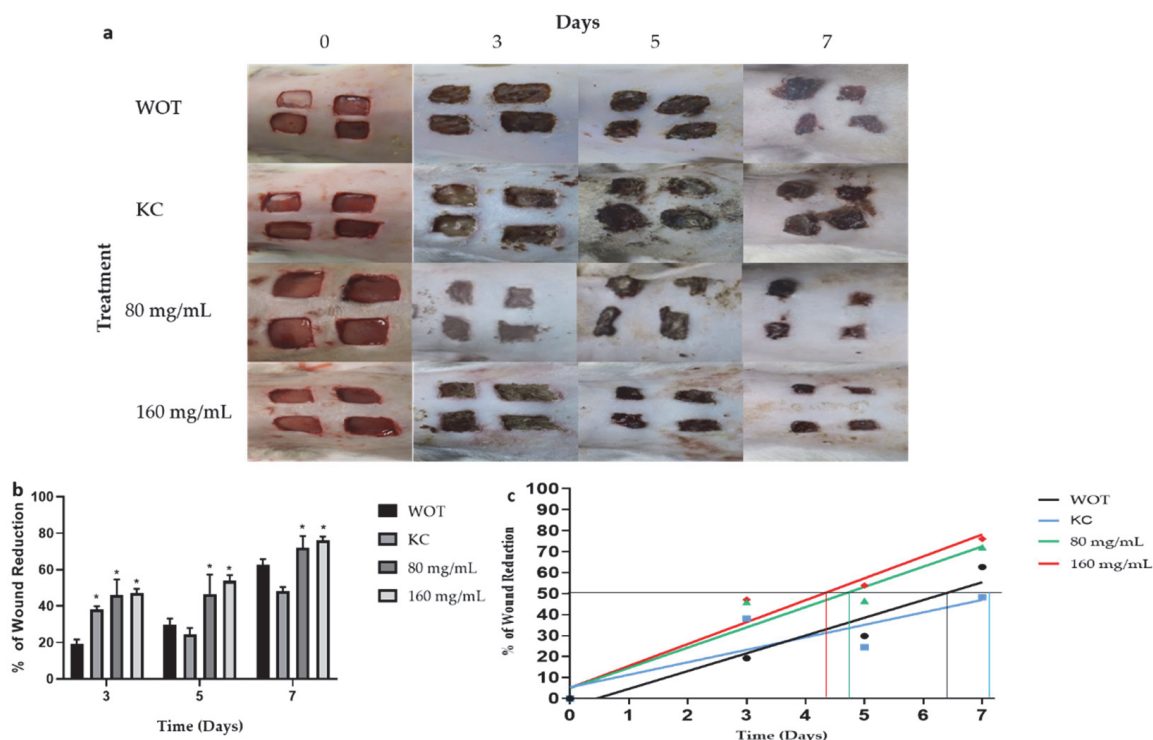 a
Days
0 3 5 7
Treatment
WOT
KC
80 mg/mL
160 mg/mL
b
% of Wound Reduction
100
80
60
40
20
0
* * *
* *
* *
3 5 7
Time (Days)
WOT
KC
80 mg/mL
160 mg/mL
c
% of Wound Reduction
100
90
80
70
60
50
40
30
20
10
0
0 1 2 3 4 5 6 7
Time (Days)
WOT
KC
80 mg/mL
160 mg/mL